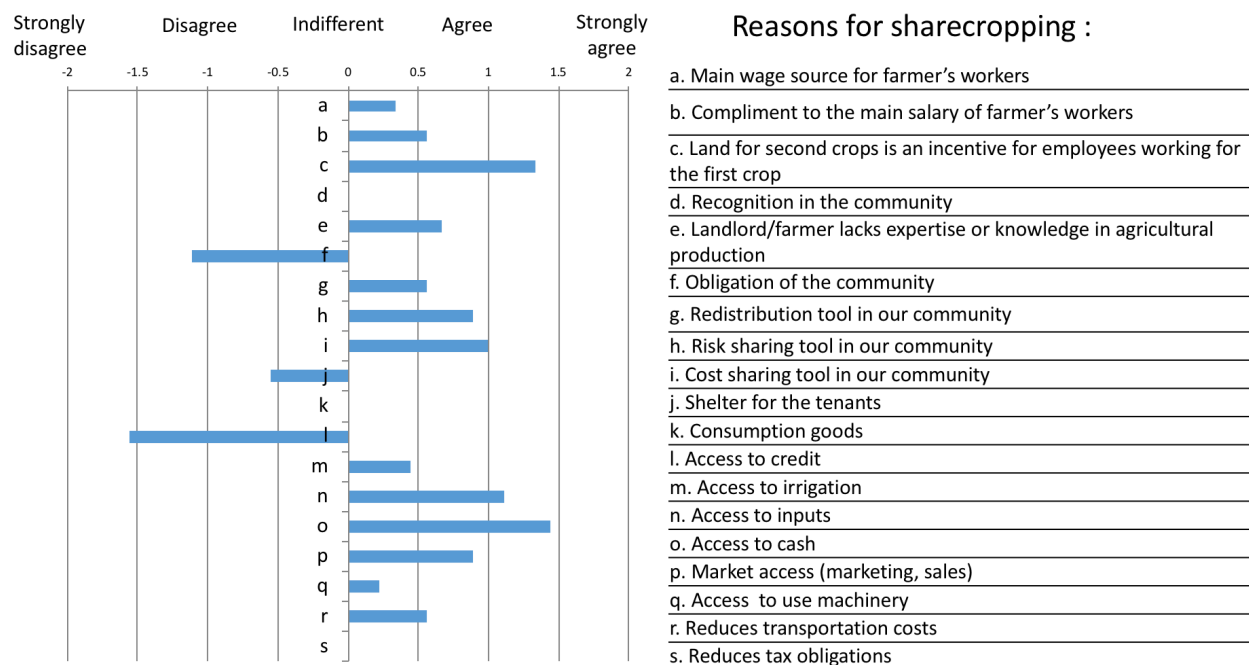 Strongly
disagree
Disagree
Indifferent
Agree
Strongly
agree
-2 -1.5 -1 -0.5 0 0.5 1 1.5 2
a
b
c
d
e
f
g
h
i
j
k
l
m
n
o
p
q
r
s
Reasons for sharecropping :
a. Main wage source for farmer’s workers
b. Compliment to the main salary of farmer’s workers
c. Land for second crops is an incentive for employees working for
the first crop
d. Recognition in the community
e. Landlord/farmer lacks expertise or knowledge in agricultural
production
f. Obligation of the community
g. Redistribution tool in our community
h. Risk sharing tool in our community
i. Cost sharing tool in our community
j. Shelter for the tenants
k. Consumption goods
l. Access to credit
m. Access to irrigation
n. Access to inputs
o. Access to cash
p. Market access (marketing, sales)
q. Access  to use machinery
r. Reduces transportation costs
s. Reduces tax obligations